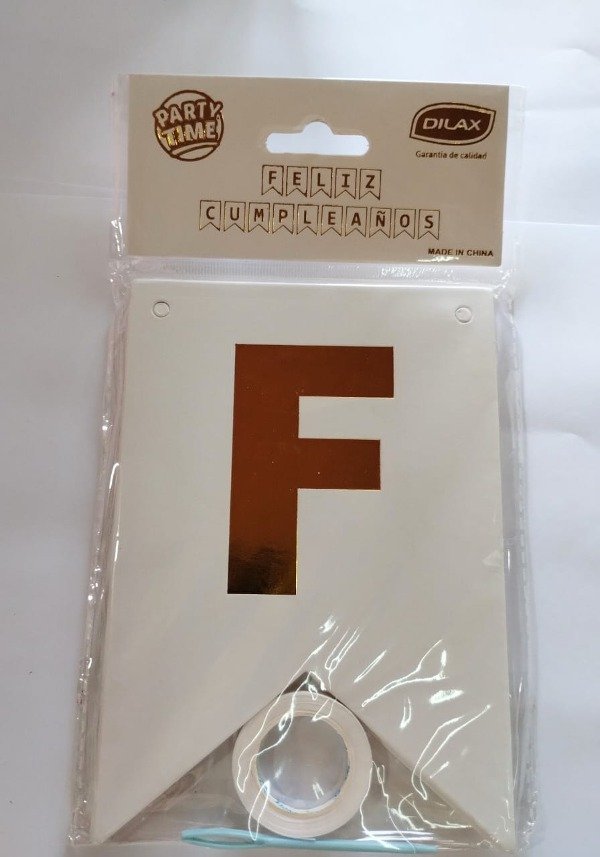 PARTY
TIME
DILAX
Garantía de calidad
FELIZ
CUMPLEAÑOS
MADE IN CHINA
F